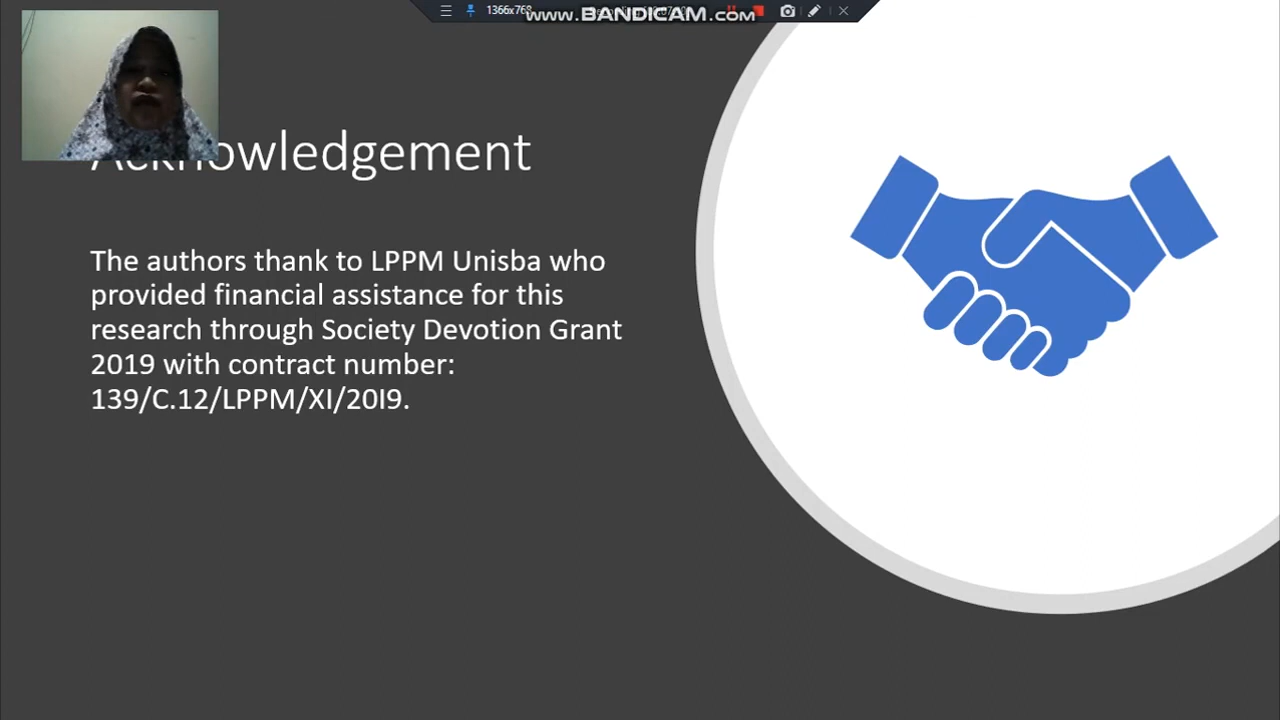 1366x768
www.BANDICAM.com
Acknowledgement
The authors thank to LPPM Unisba who
provided financial assistance for this
research through Society Devotion Grant
2019 with contract number:
139/C.12/LPPM/XI/20I9.